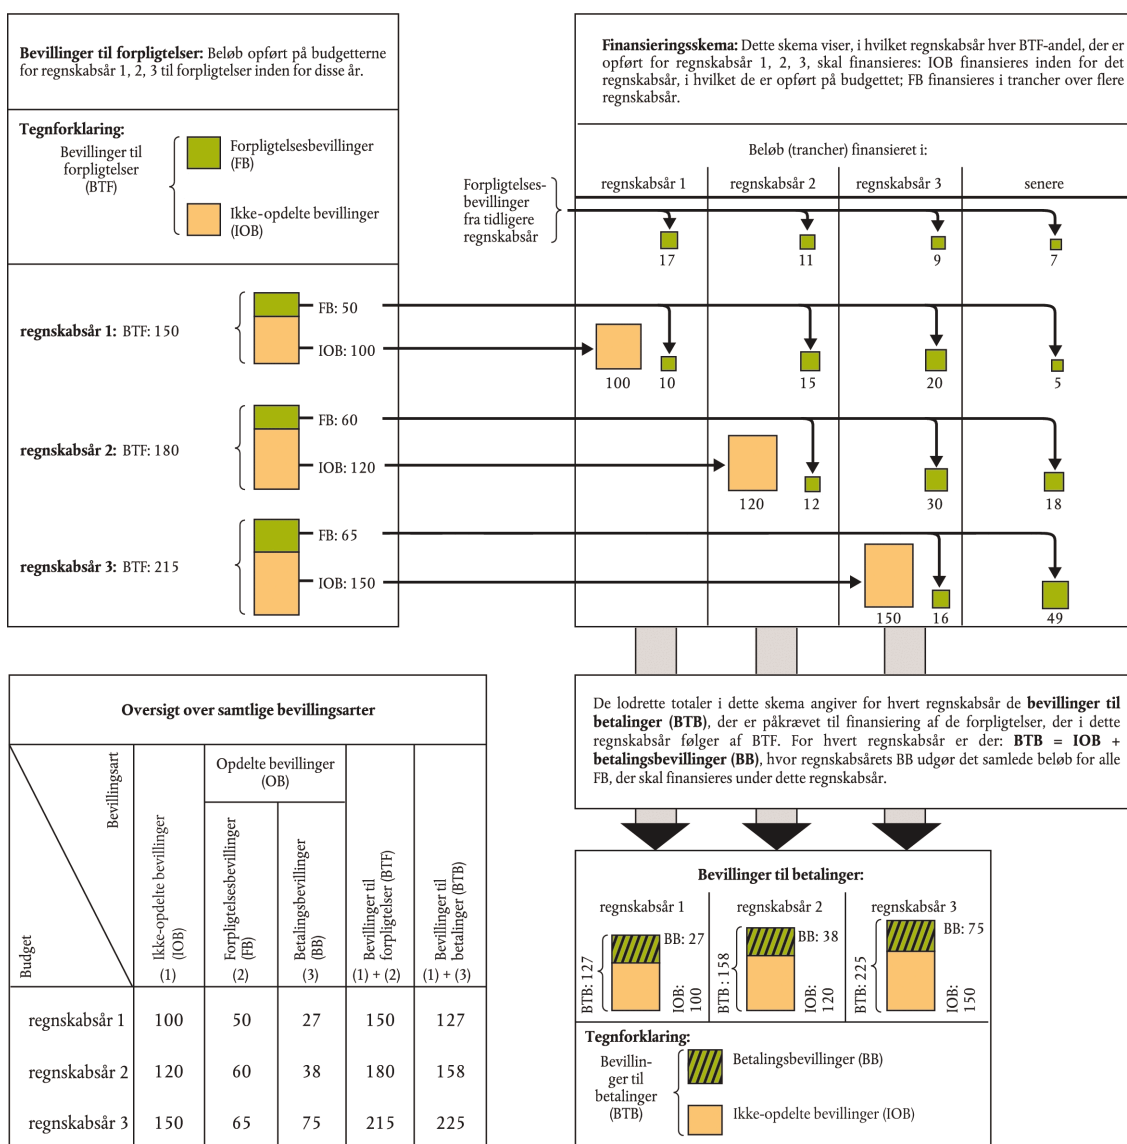 Bevillinger til forpligtelser: Beløb opført på budgetterne
for regnskabsår 1, 2, 3 til forpligtelser inden for disse år.
Tegnforklaring:
Bevillinger til
forpligtelser
(BTF)
Forpligtelsesbevillinger
(FB)
Ikke-opdelte bevillinger
(IOB)
regnskabsår 1: BTF: 150
FB: 50
IOB: 100
regnskabsår 2: BTF: 180
FB: 60
IOB: 120
regnskabsår 3: BTF: 215
FB: 65
IOB: 150
Finansieringsskema: Dette skema viser, i hvilket regnskabsår hver BTF-andel, der er
opført for regnskabsår 1, 2, 3, skal finansieres: IOB finansieres inden for det
regnskabsår, i hvilket de er opført på budgettet; FB finansieres i trancher over flere
regnskabsår.
Beløb (trancher) finansieret i:
regnskabsår 1 regnskabsår 2 regnskabsår 3 senere
Forpligtelses-
bevillinger
fra tidligere
regnskabsår
17 11 9 7
100 10 15 20 5
120 12 30 18
150 16 49
De lodrette totaler i dette skema angiver for hvert regnskabsår de bevillinger til
betalinger (BTB), der er påkrævet til finansiering af de forpligtelser, der i dette
regnskabsår følger af BTF. For hvert regnskabsår er der: BTB = IOB +
betalingsbevillinger (BB), hvor regnskabsårets BB udgør det samlede beløb for alle
FB, der skal finansieres under dette regnskabsår.
Oversigt over samtlige bevillingsarter
Bevillingsart
Budget
Ikke-opdelte bevillinger
(IOB)
(1)
Opdelte bevillinger
(OB)
Forpligtelsesbevillinger
(FB)
(2)
Betalingsbevillinger
(BB)
(3)
Bevillinger til
forpligtelser (BTF)
(1) + (2)
Bevillinger til
betalinger (BTB)
(1) + (3)
regnskabsår 1 100 50 27 150 127
regnskabsår 2 120 60 38 180 158
regnskabsår 3 150 65 75 215 225
Bevillinger til betalinger:
regnskabsår 1
BTB: 127
BB: 27
IOB:
100
regnskabsår 2
BTB : 158
BB: 38
IOB:
120
regnskabsår 3
BTB: 225
BB: 75
IOB:
150
Tegnforklaring:
Bevillin-
ger til
betalinger
(BTB)
Betalingsbevillinger (BB)
Ikke-opdelte bevillinger (IOB)